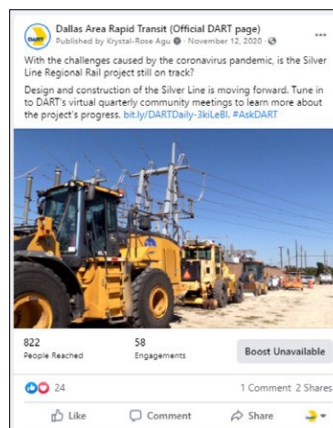 Dallas Area Rapid Transit (Official DART page)
Published by Krystal-Rose Agu · November 12, 2020 ·
With the challenges caused by the coronavirus pandemic, is the Silver
Line Regional Rail project still on track?
Design and construction of the Silver Line is moving forward. Tune in
to DART's virtual quarterly community meetings to learn more about
the project's progress. bit.ly/DARTDaily-3kiLeBl. #AskDART
822
People Reached
58
Engagements
Boost Unavailable
24
1 Comment 2 Shares
Like
Comment
Share